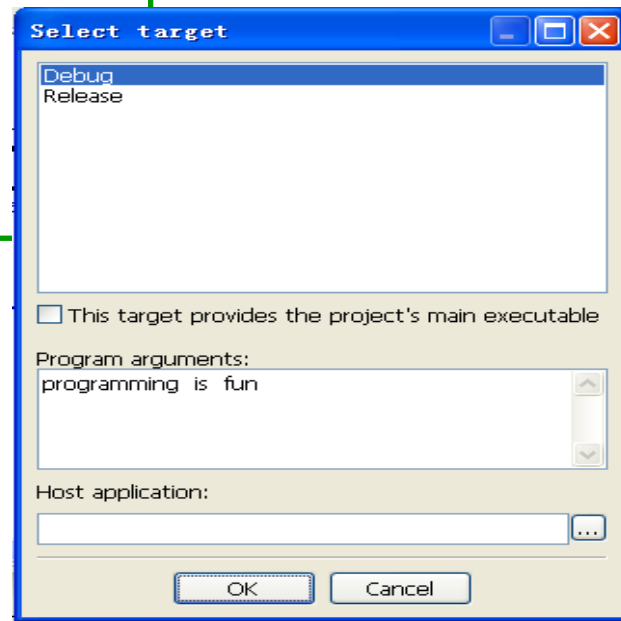 Select target
Debug
Release
This target provides the project's main executable
Program arguments:
programming is fun
Host application:
...
OK
Cancel